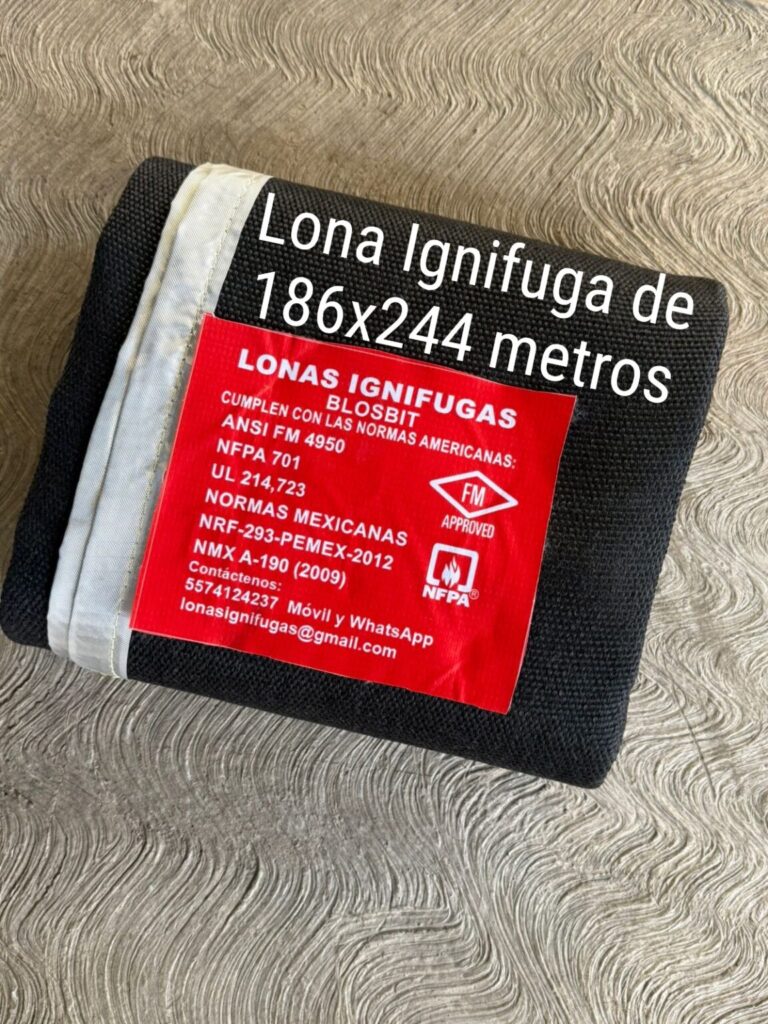 Lona Ignifuga de
186x244 metros
LONAS IGNIFUGAS
BLOSBIT
CUMPLEN CON LAS NORMAS AMERICANAS:
ANSI FM 4950
NFPA 701
UL 214,723
NORMAS MEXICANAS
NRF-293-PEMEX-2012
NMX A-190 (2009)
Contáctenos:
5574124237 Móvil y WhatsApp
lonasignifugas@gmail.com
FM
APPROVED
NFPA®